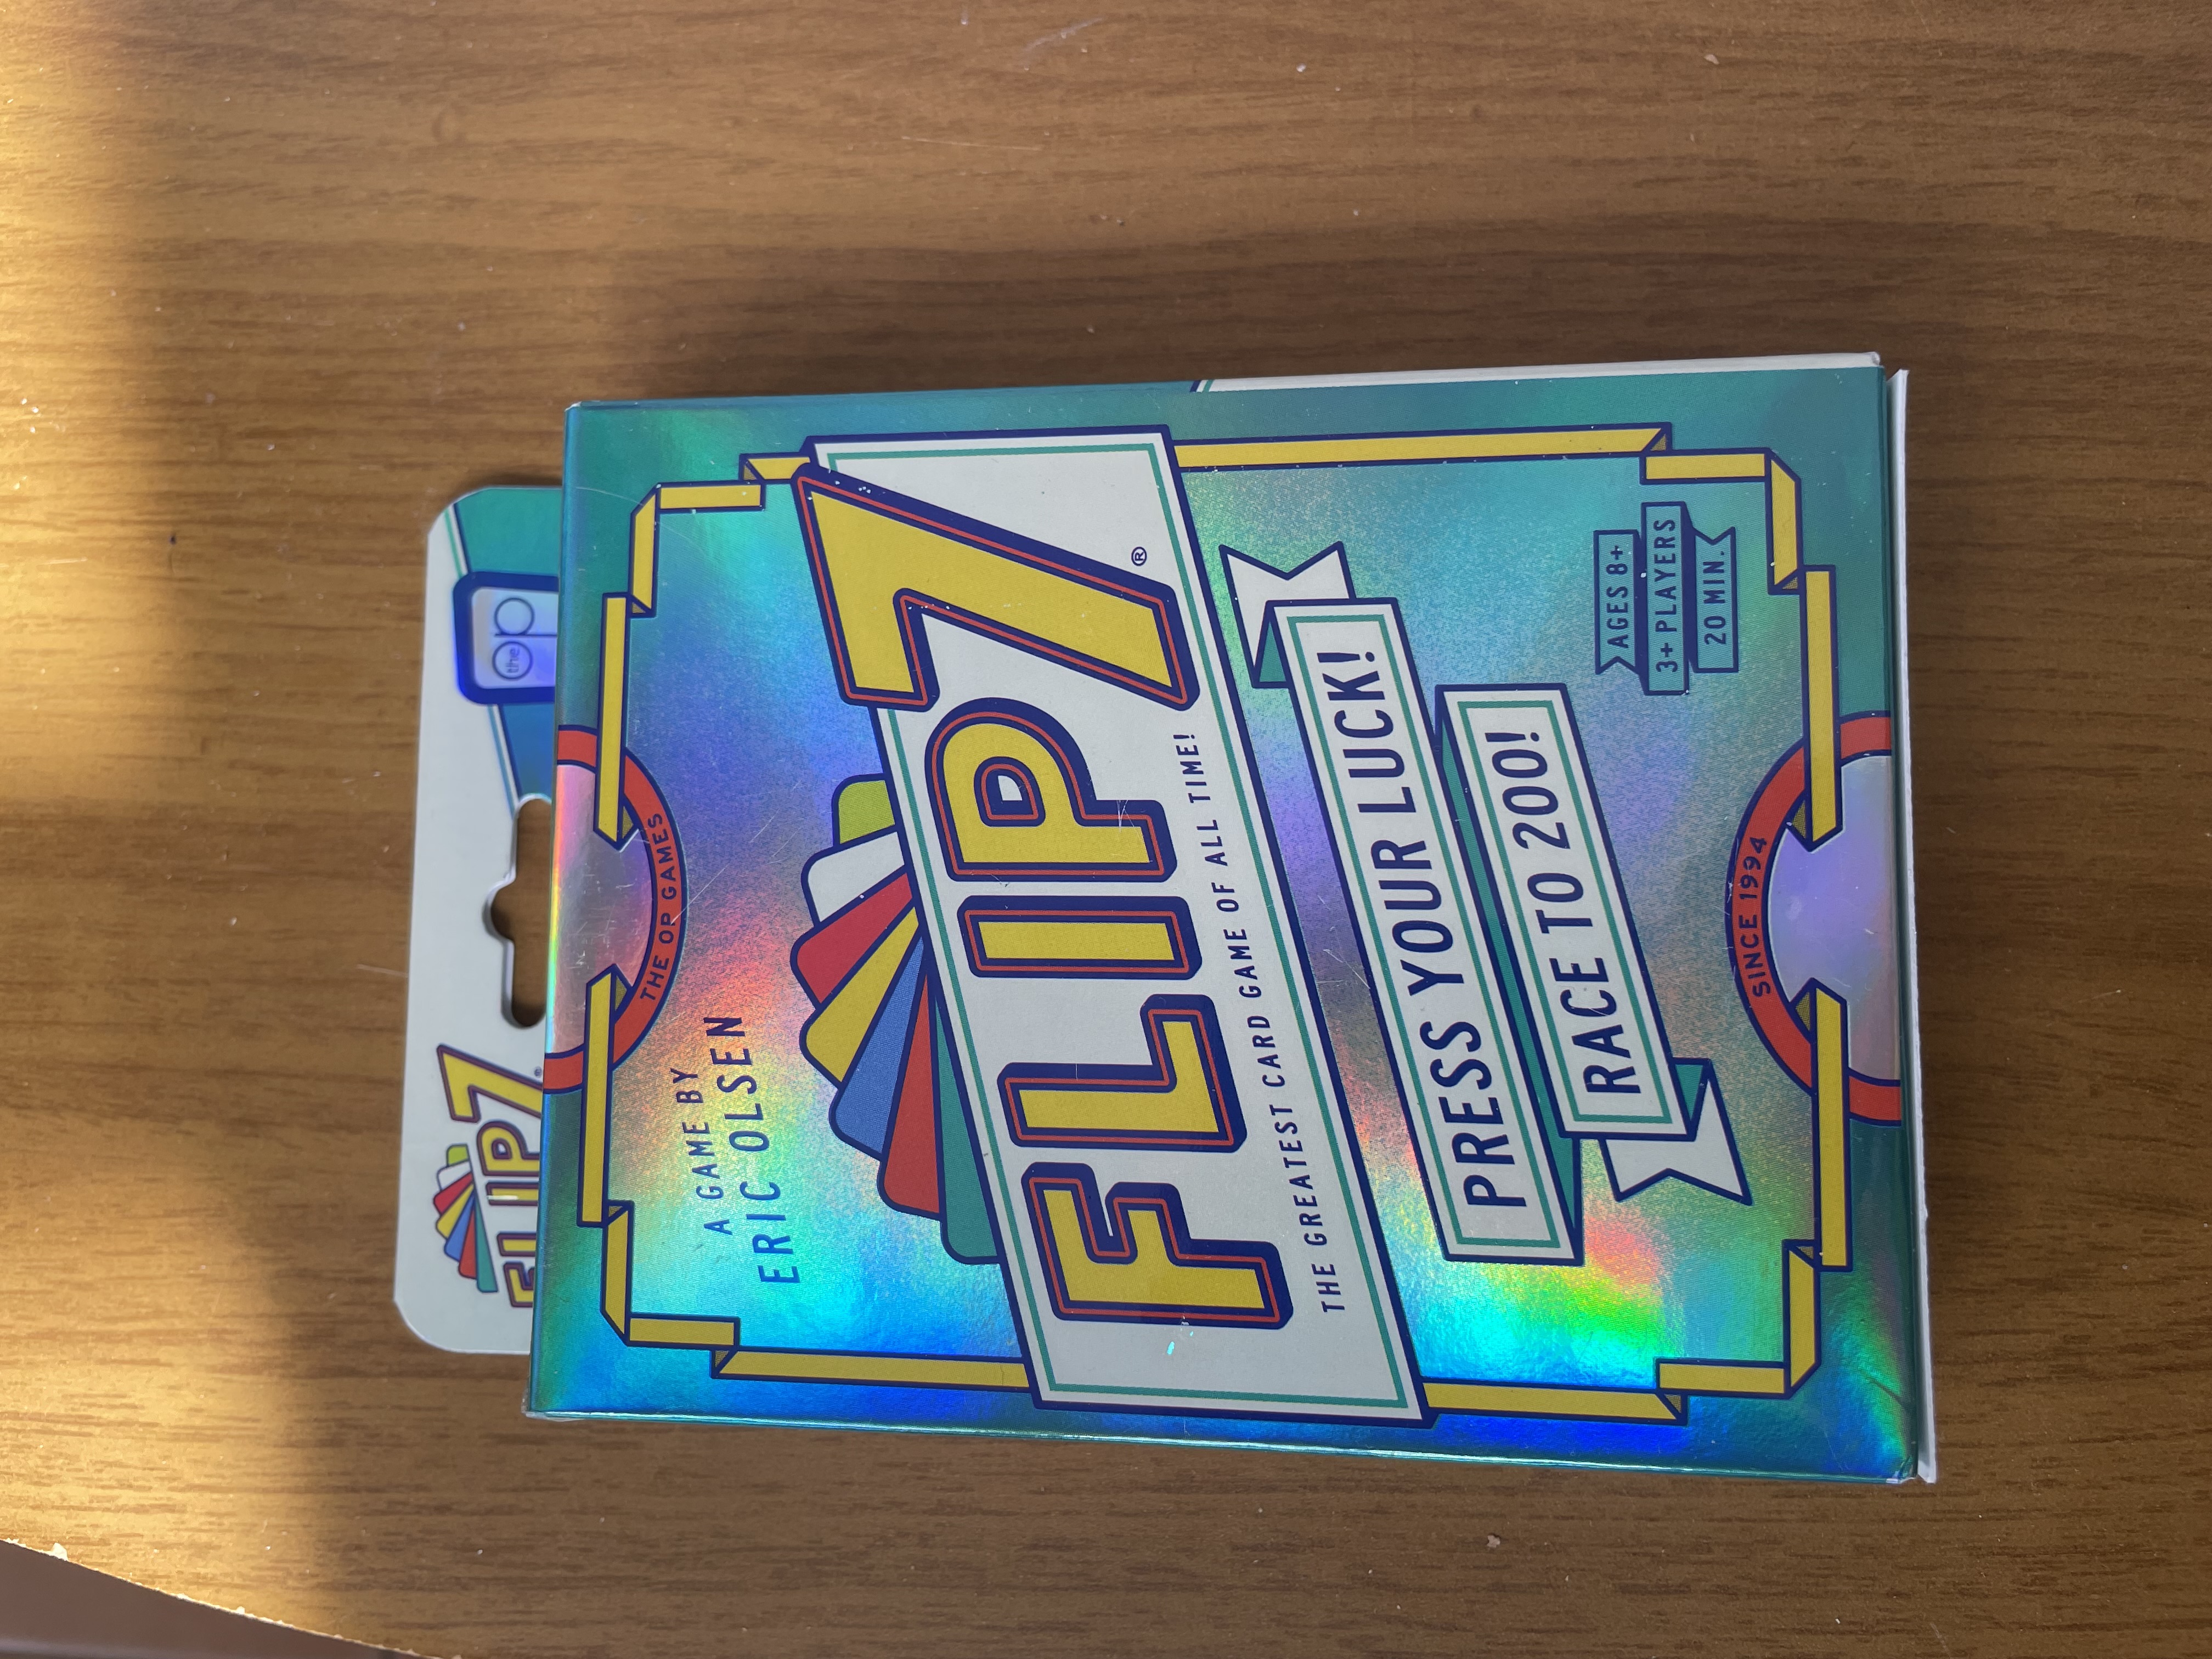 FLIP 7®
the op
THE OP GAMES
A GAME BY
ERIC OLSEN
FLIP 7®
THE GREATEST CARD GAME OF ALL TIME!
PRESS YOUR LUCK!
RACE TO 200!
AGES 8+
3+ PLAYERS
20 MIN.
SINCE 1994